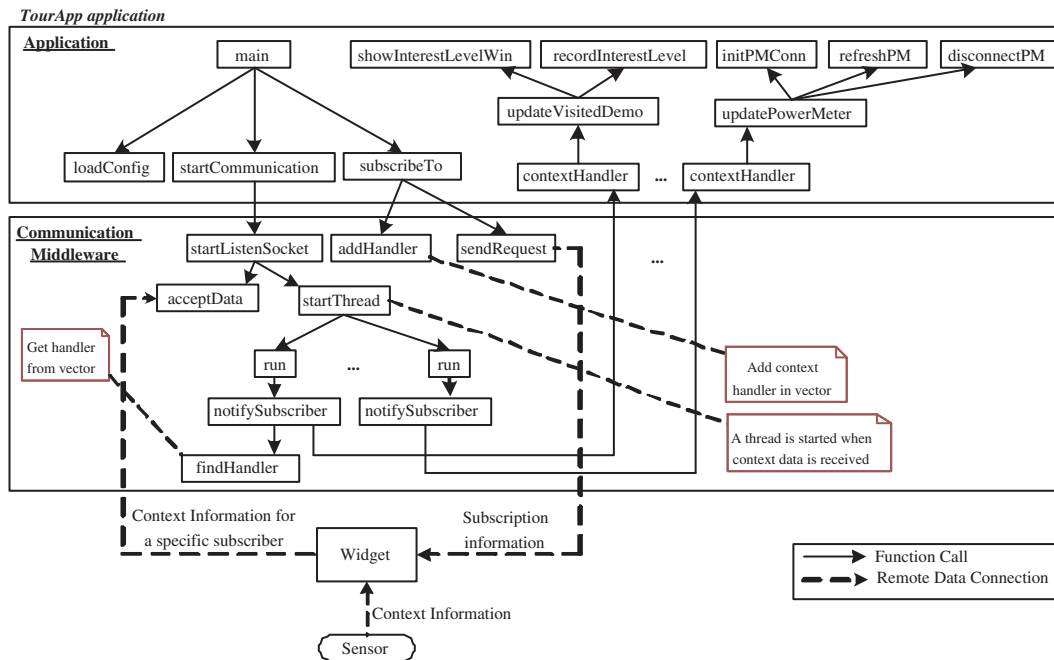 TourApp application
Application
main
showInterestLevelWin
recordInterestLevel
initPMConn
refreshPM
disconnectPM
updateVisitedDemo
updatePowerMeter
loadConfig
startCommunication
subscribeTo
contextHandler
...
contextHandler
Communication
Middleware
startListenSocket
addHandler
sendRequest
...
acceptData
startThread
Get handler
from vector
run
...
run
Add context
handler in vector
notifySubscriber
notifySubscriber
A thread is started when
context data is received
findHandler
Context Information for
a specific subscriber
Subscription
information
Widget
Function Call
Remote Data Connection
Context Information
Sensor